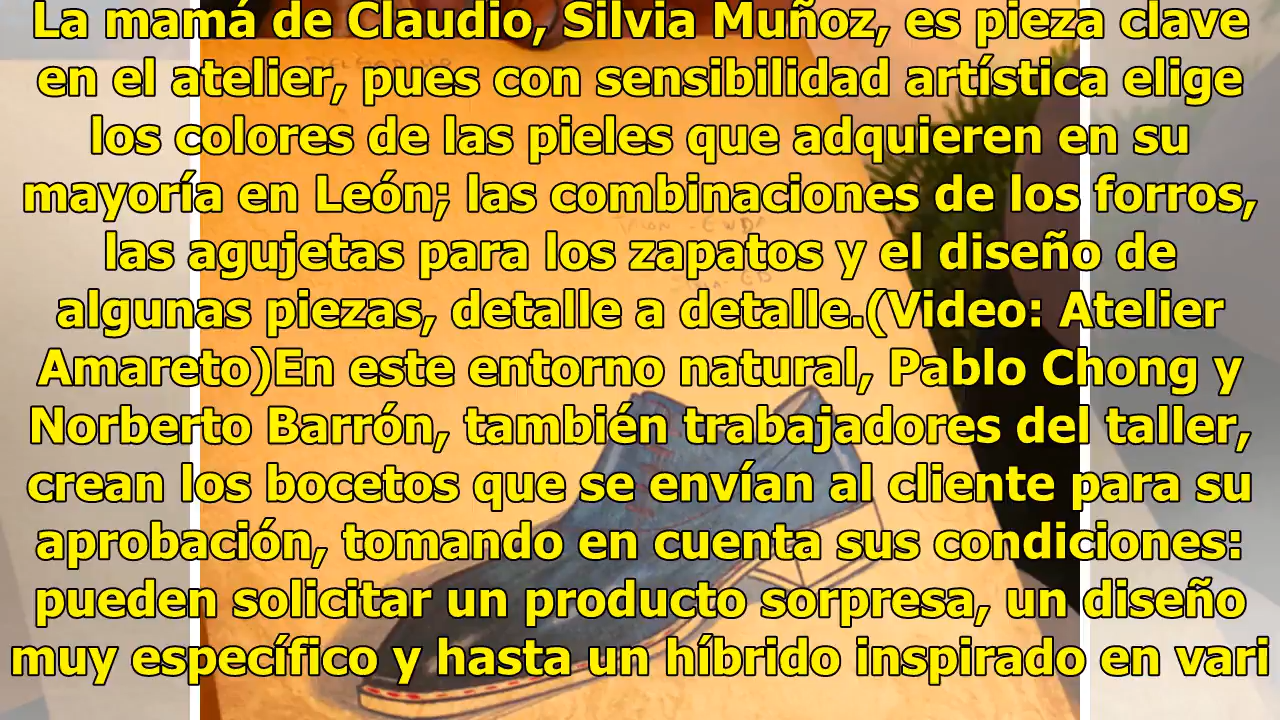 La mamá de Claudio, Silvia Muñoz, es pieza clave
en el atelier, pues con sensibilidad artística elige
los colores de las pieles que adquieren en su
mayoría en León; las combinaciones de los forros,
las agujetas para los zapatos y el diseño de
algunas piezas, detalle a detalle.(Video: Atelier
Amareto)En este entorno natural, Pablo Chong y
Norberto Barrón, también trabajadores del taller,
crean los bocetos que se envían al cliente para su
aprobación, tomando en cuenta sus condiciones:
pueden solicitar un producto sorpresa, un diseño
muy específico y hasta un híbrido inspirado en vari